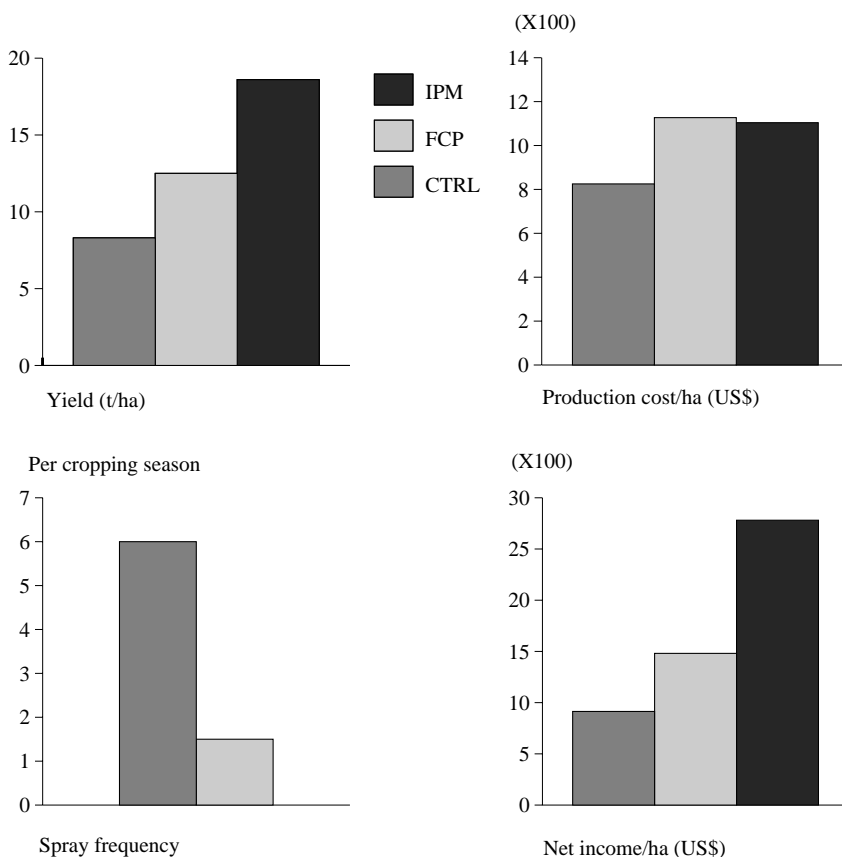 20
15
10
5
0
Yield (t/ha)
IPM
FCP
CTRL
(X100)
14
12
10
8
6
4
2
0
Production cost/ha (US$)
Per cropping season
7
6
5
4
3
2
1
0
Spray frequency
(X100)
30
25
20
15
10
5
0
Net income/ha (US$)